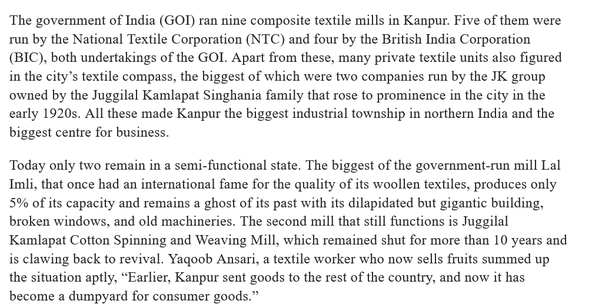 The government of India (GOI) ran nine composite textile mills in Kanpur. Five of them were
run by the National Textile Corporation (NTC) and four by the British India Corporation
(BIC), both undertakings of the GOI. Apart from these, many private textile units also figured
in the city's textile compass, the biggest of which were two companies run by the JK group
owned by the Juggilal Kamlapat Singhania family that rose to prominence in the city in the
early 1920s. All these made Kanpur the biggest industrial township in northern India and the
biggest centre for business.
Today only two remain in a semi-functional state. The biggest of the government-run mill Lal
Imli, that once had an international fame for the quality of its woollen textiles, produces only
5% of its capacity and remains a ghost of its past with its dilapidated but gigantic building,
broken windows, and old machineries. The second mill that still functions is Juggilal
Kamlapat Cotton Spinning and Weaving Mill, which remained shut for more than 10 years and
is clawing back to revival. Yaqoob Ansari, a textile worker who now sells fruits summed up
the situation aptly, “Earlier, Kanpur sent goods to the rest of the country, and now it has
become a dumpyard for consumer goods.”